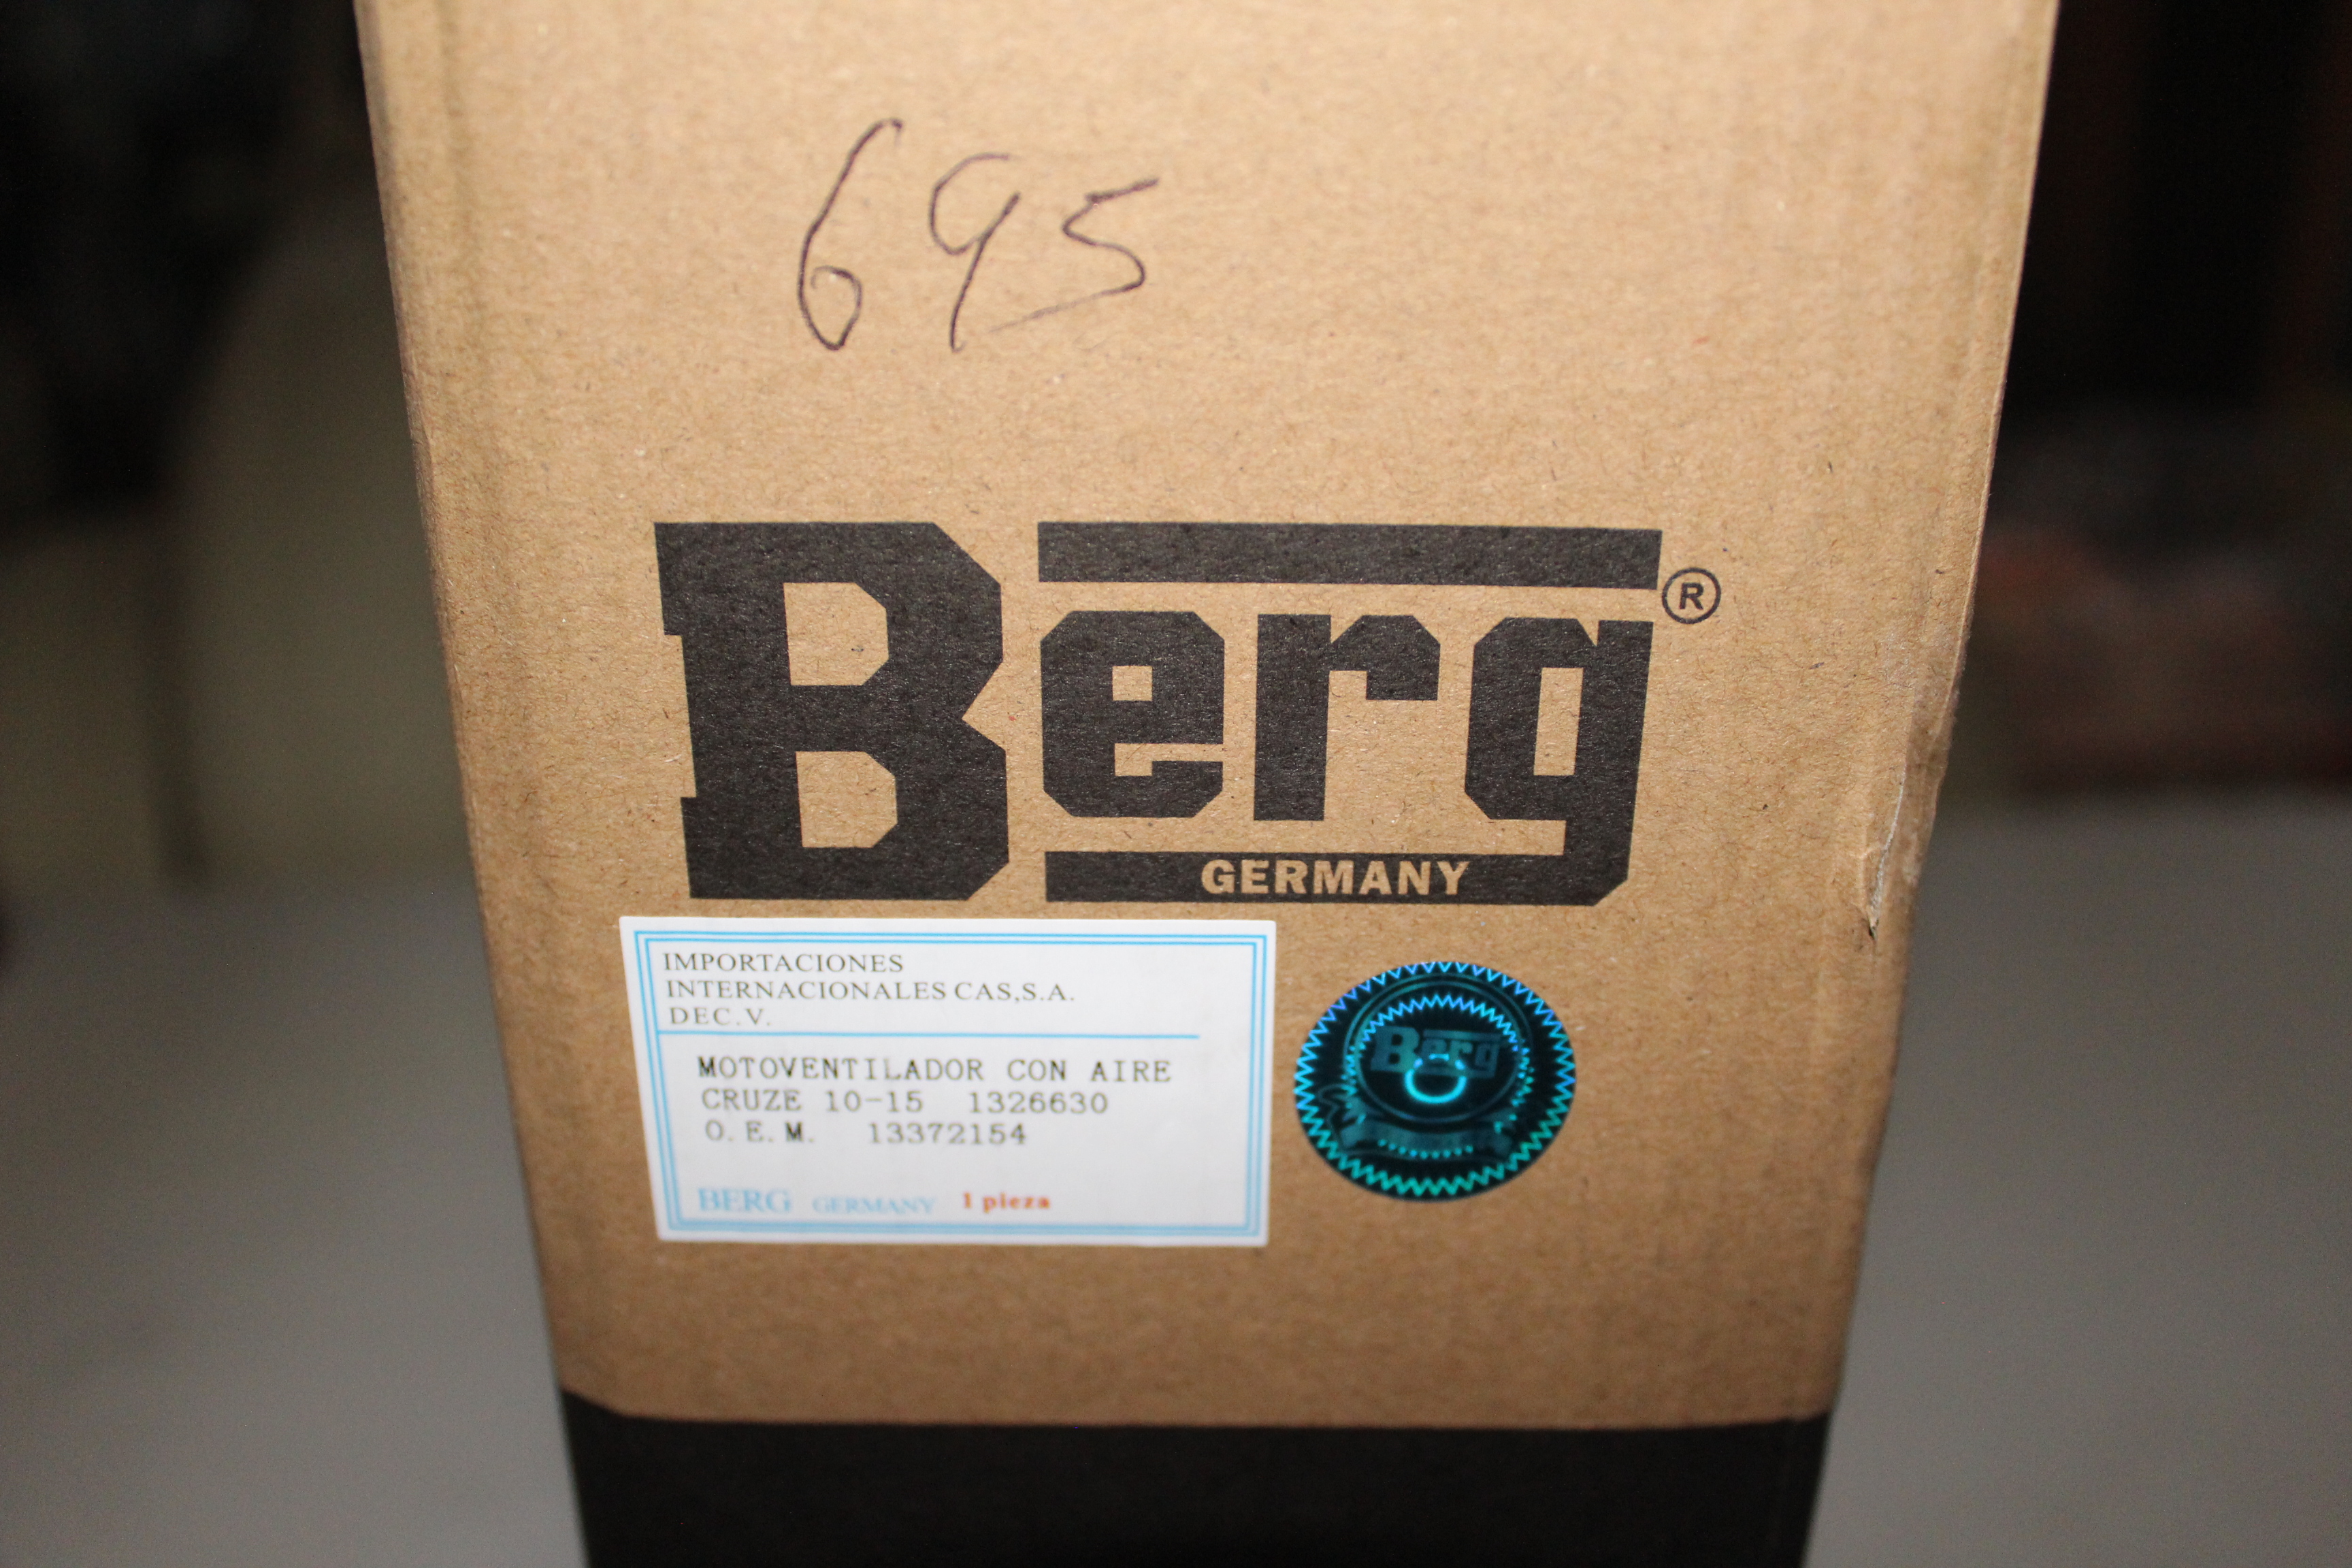 695
Berg®
GERMANY
IMPORTACIONES
INTERNACIONALES CAS,S.A.
DEC.V.
MOTOVENTILADOR CON AIRE
CRUZE 10-15 1326630
O.E.M. 13372154
BERG GERMANY 1 pieza
Berg